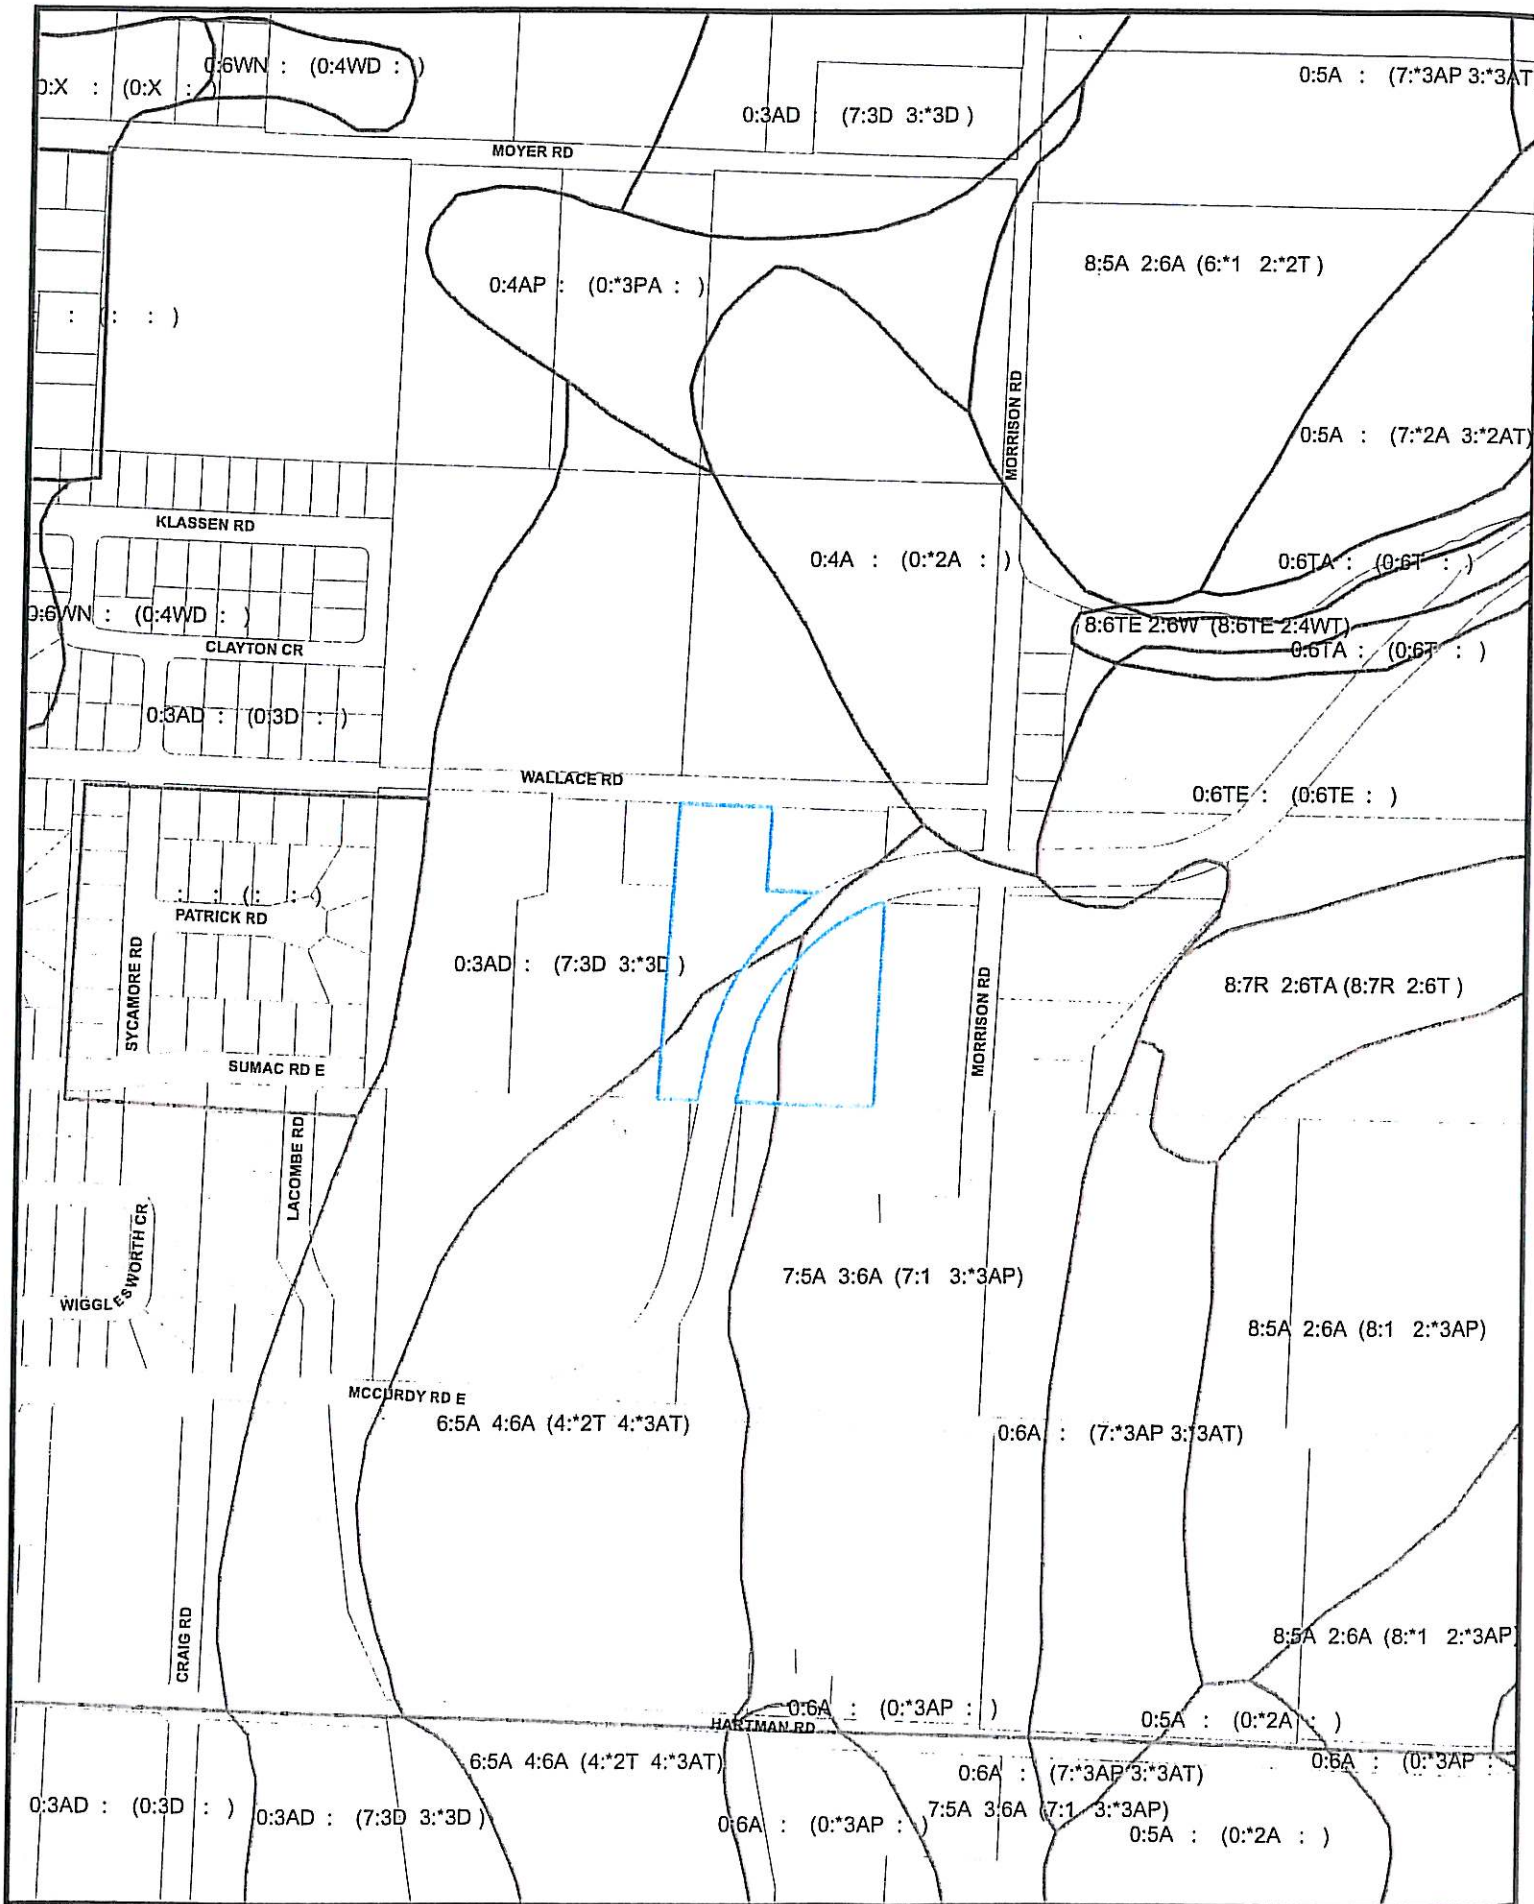 0:6WN : (0:4WD : )
0:X : (0:X : )
0:5A : (7:*3AP 3:*3AT
0:3AD : (7:3D 3:*3D )
MOYER RD
8:5A 2:6A (6:*1 2:*2T )
0:4AP : (0:*3PA : )
: (: : )
MORRISON RD
0:5A : (7:*2A 3:*2AT)
KLASSEN RD
0:4A : (0:*2A : )
0:6TA : (0:6T : )
0:6WN : (0:4WD : )
8:6TE 2:6W (8:6TE 2:4WT)
CLAYTON CR
0:6TA : (0:6T : )
0:3AD : (0:3D : )
WALLACE RD
0:6TE : (0:6TE : )
: : (: : )
PATRICK RD
SYCAMORE RD
0:3AD : (7:3D 3:*3D )
MORRISON RD
8:7R 2:6TA (8:7R 2:6T )
SUMAC RD E
LACOMBE RD
WIGGLESWORTH CR
7:5A 3:6A (7:1 3:*3AP)
8:5A 2:6A (8:1 2:*3AP)
MCCURDY RD E
6:5A 4:6A (4:*2T 4:*3AT)
0:6A : (7:*3AP 3:*3AT)
CRAIG RD
8:5A 2:6A (8:*1 2:*3AP)
0:6A : (0:*3AP : )
HARTMAN RD
0:5A : (0:*2A : )
6:5A 4:6A (4:*2T 4:*3AT)
0:6A : (7:*3AP 3:*3AT)
0:6A : (0:*3AP :
0:3AD : (0:3D : )
0:3AD : (7:3D 3:*3D )
0:6A : (0:*3AP : )
7:5A 3:6A (7:1 3:*3AP)
0:5A : (0:*2A : )